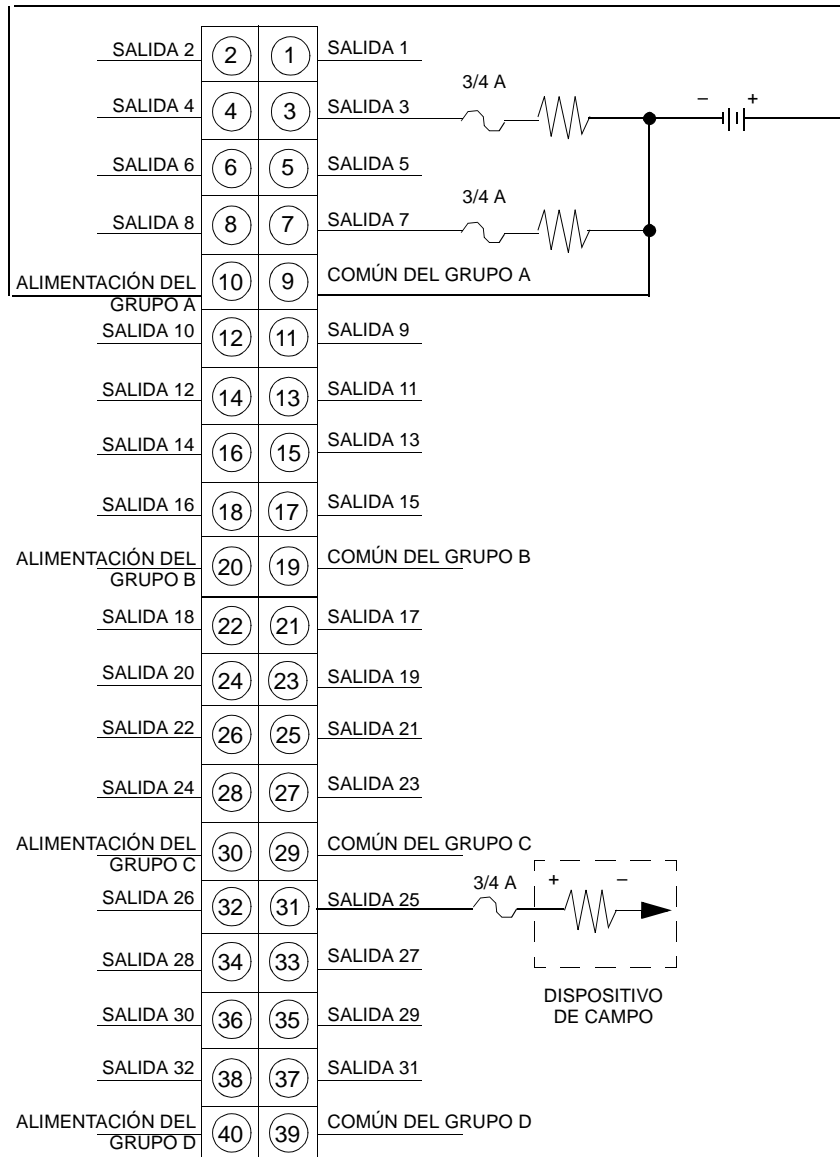 SALIDA 2 2 1 SALIDA 1
3/4 A
SALIDA 4 4 3 SALIDA 3
– +
SALIDA 6 6 5 SALIDA 5
3/4 A
SALIDA 8 8 7 SALIDA 7
ALIMENTACIÓN DEL
GRUPO A
10 9 COMÚN DEL GRUPO A
SALIDA 10 12 11 SALIDA 9
SALIDA 12 14 13 SALIDA 11
SALIDA 14 16 15 SALIDA 13
SALIDA 16 18 17 SALIDA 15
ALIMENTACIÓN DEL
GRUPO B
20 19 COMÚN DEL GRUPO B
SALIDA 18 22 21 SALIDA 17
SALIDA 20 24 23 SALIDA 19
SALIDA 22 26 25 SALIDA 21
SALIDA 24 28 27 SALIDA 23
ALIMENTACIÓN DEL
GRUPO C
30 29 COMÚN DEL GRUPO C
3/4 A + –
SALIDA 26 32 31 SALIDA 25
SALIDA 28 34 33 SALIDA 27
DISPOSITIVO
DE CAMPO
SALIDA 30 36 35 SALIDA 29
SALIDA 32 38 37 SALIDA 31
ALIMENTACIÓN DEL
GRUPO D
40 39 COMÚN DEL GRUPO D